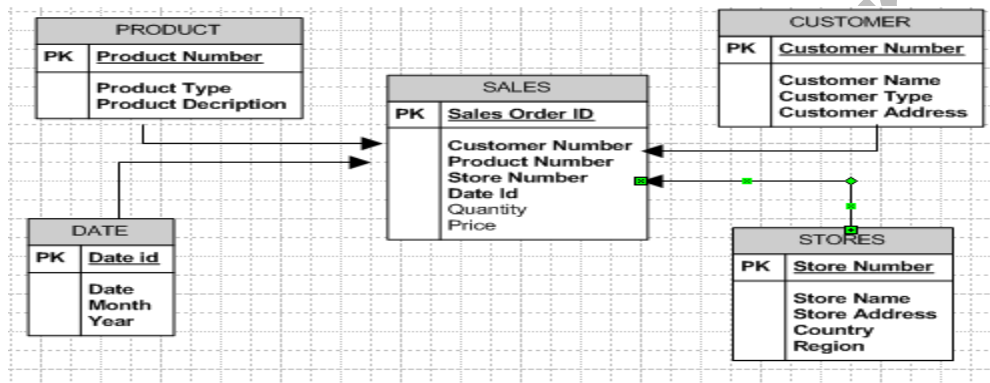 PRODUCT
PK Product Number
Product Type
Product Decription
CUSTOMER
PK Customer Number
Customer Name
Customer Type
Customer Address
SALES
PK Sales Order ID
Customer Number
Product Number
Store Number
Date Id
Quantity
Price
DATE
PK Date id
Date
Month
Year
STORES
PK Store Number
Store Name
Store Address
Country
Region